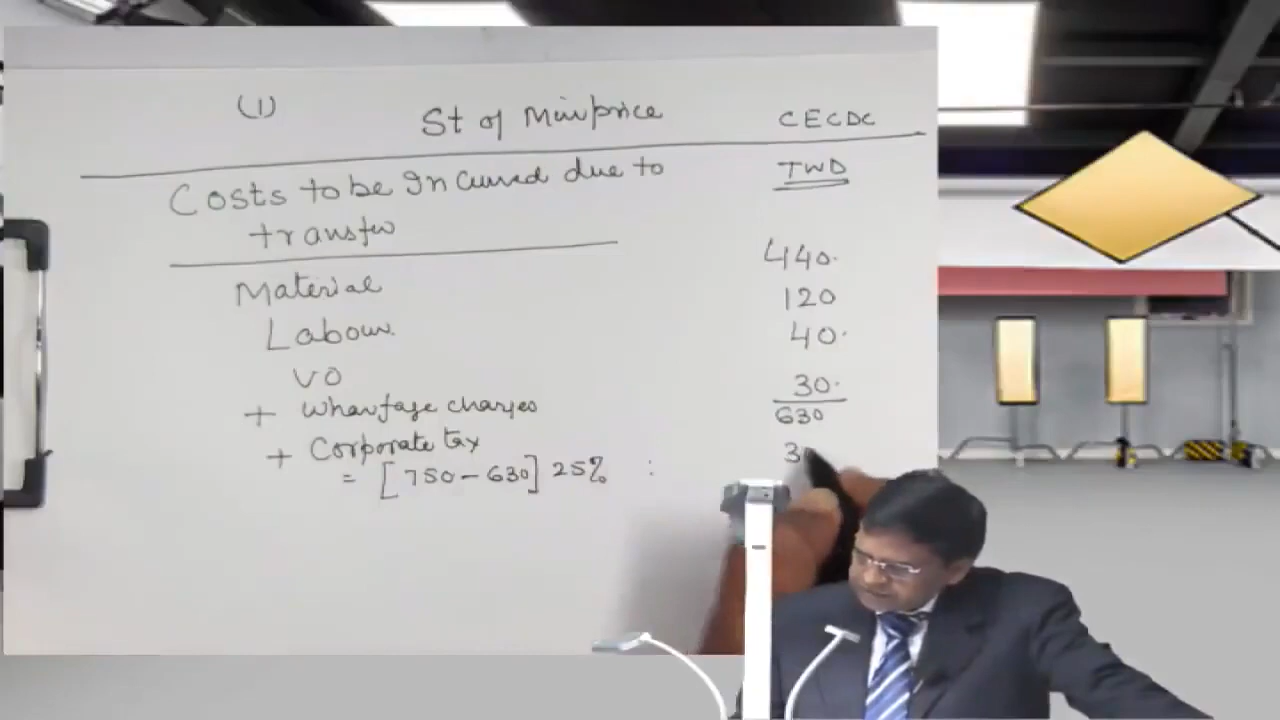 (1)
St of Min price CECDC
Costs to be Incurred due to TWD
transfer
Material 440.
Labour 120
VO 40.
+ Wharfage charges 30.
630
+ Corporate tax
= [750-630] 25% : 3